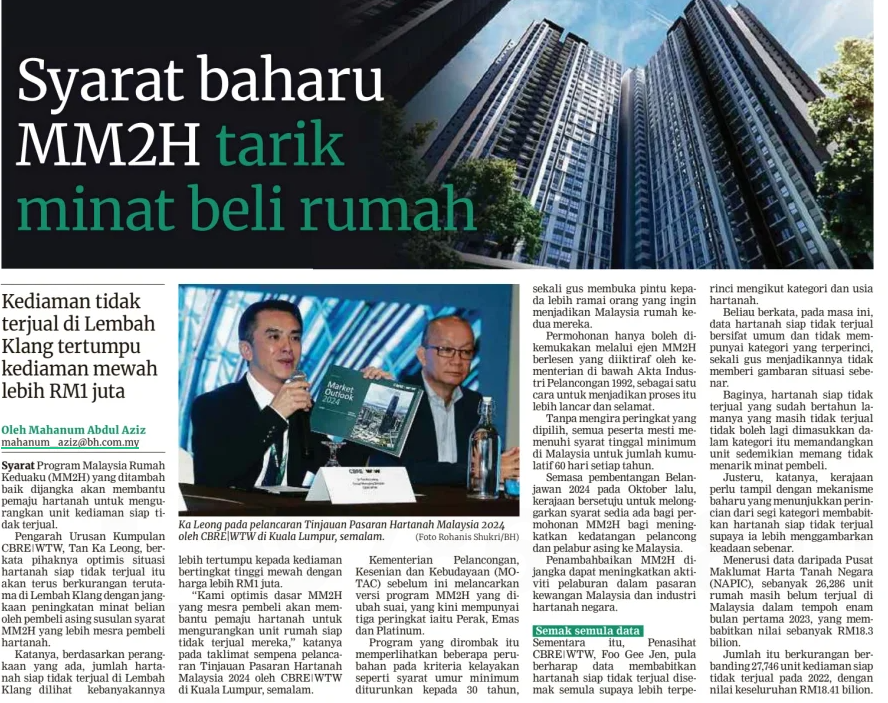 Syarat baharu
MM2H tarik
minat beli rumah
Kediaman tidak
terjual di Lembah
Klang tertumpu
kediaman mewah
lebih RM1 juta
Oleh Mahanum Abdul Aziz
mahanum_aziz@bh.com.my
Syarat Program Malaysia Rumah
Keduaku (MM2H) yang ditambah
baik dijangka akan membantu
pemaju hartanah untuk mengu-
rangkan unit kediaman siap ti-
dak terjual.
Pengarah Urusan Kumpulan
CBRE|WTW, Tan Ka Leong, ber-
kata pihaknya optimis situasi
hartanah siap tidak terjual itu
akan terus berkurangan teruta-
ma di Lembah Klang dengan jang-
kaan peningkatan minat belian
oleh pembeli asing susulan syarat
MM2H yang lebih mesra pembeli
hartanah.
Katanya, berdasarkan perang-
kaan yang ada, jumlah harta-
nah siap tidak terjual di Lembah
Klang dilihat kebanyakannya
Market
Outlook
2024
CBRE WW
Ka Leong pada pelancaran Tinjauan Pasaran Hartanah Malaysia 2024
oleh CBRE|WTW di Kuala Lumpur, semalam. (Foto Rohanis Shukri/BH)
lebih tertumpu kepada kediaman
bertingkat tinggi mewah dengan
harga lebih RM1 juta.
“Kami optimis dasar MM2H
yang mesra pembeli akan mem-
bantu pemaju hartanah untuk
mengurangkan unit rumah siap
tidak terjual mereka,” katanya
pada taklimat sempena pelanca-
ran Tinjauan Pasaran Hartanah
Malaysia 2024 oleh CBRE|WTW
di Kuala Lumpur, semalam.
Kementerian Pelancongan,
Kesenian dan Kebudayaan (MO-
TAC) sebelum ini melancarkan
versi program MM2H yang di-
ubah suai, yang kini mempunyai
tiga peringkat iaitu Perak, Emas
dan Platinum.
Program yang dirombak itu
memperlihatkan beberapa peru-
bahan pada kriteria kelayakan
seperti syarat umur minimum
diturunkan kepada 30 tahun,
sekali gus membuka pintu kepa-
da lebih ramai orang yang ingin
menjadikan Malaysia rumah ke-
dua mereka.
Permohonan hanya boleh di-
kemukakan melalui ejen MM2H
berlesen yang diiktiraf oleh ke-
menterian di bawah Akta Indus-
tri Pelancongan 1992, sebagai satu
cara untuk menjadikan proses itu
lebih lancar dan selamat.
Tanpa mengira peringkat yang
dipilih, semua peserta mesti me-
menuhi syarat tinggal minimum
di Malaysia untuk jumlah kumu-
latif 60 hari setiap tahun.
Semasa pembentangan Belan-
jawan 2024 pada Oktober lalu,
kerajaan bersetuju untuk melong-
garkan syarat sedia ada bagi per-
mohonan MM2H bagi mening-
katkan kedatangan pelancong
dan pelabur asing ke Malaysia.
Penambahbaikan MM2H di-
jangka dapat meningkatkan akti-
viti pelaburan dalam pasaran
kewangan Malaysia dan industri
hartanah negara.
Semak semula data
Sementara itu, Penasihat
CBRE|WTW, Foo Gee Jen, pula
berharap data membabitkan
hartanah siap tidak terjual dise-
mak semula supaya lebih terpe-
rinci mengikut kategori dan usia
hartanah.
Beliau berkata, pada masa ini,
data hartanah siap tidak terjual
bersifat umum dan tidak mem-
punyai kategori yang terperinci,
sekali gus menjadikannya tidak
memberi gambaran situasi sebe-
nar.
Baginya, hartanah siap tidak
terjual yang sudah bertahun la-
manya yang masih tidak terjual
tidak boleh lagi dimasukkan da-
lam kategori itu memandangkan
unit sedemikian memang tidak
menarik minat pembeli.
Justeru, katanya, kerajaan
perlu tampil dengan mekanisme
baharu yang menunjukkan perin-
cian dari segi kategori membabit-
kan hartanah siap tidak terjual
supaya ia lebih menggambarkan
keadaan sebenar.
Menerusi data daripada Pusat
Maklumat Harta Tanah Negara
(NAPIC), sebanyak 26,286 unit
rumah masih belum terjual di
Malaysia dalam tempoh enam
bulan pertama 2023, yang mem-
babitkan nilai sebanyak RM18.3
bilion.
Jumlah itu berkurangan ber-
banding 27,746 unit kediaman siap
tidak terjual pada 2022, dengan
nilai keseluruhan RM18.41 bilion.